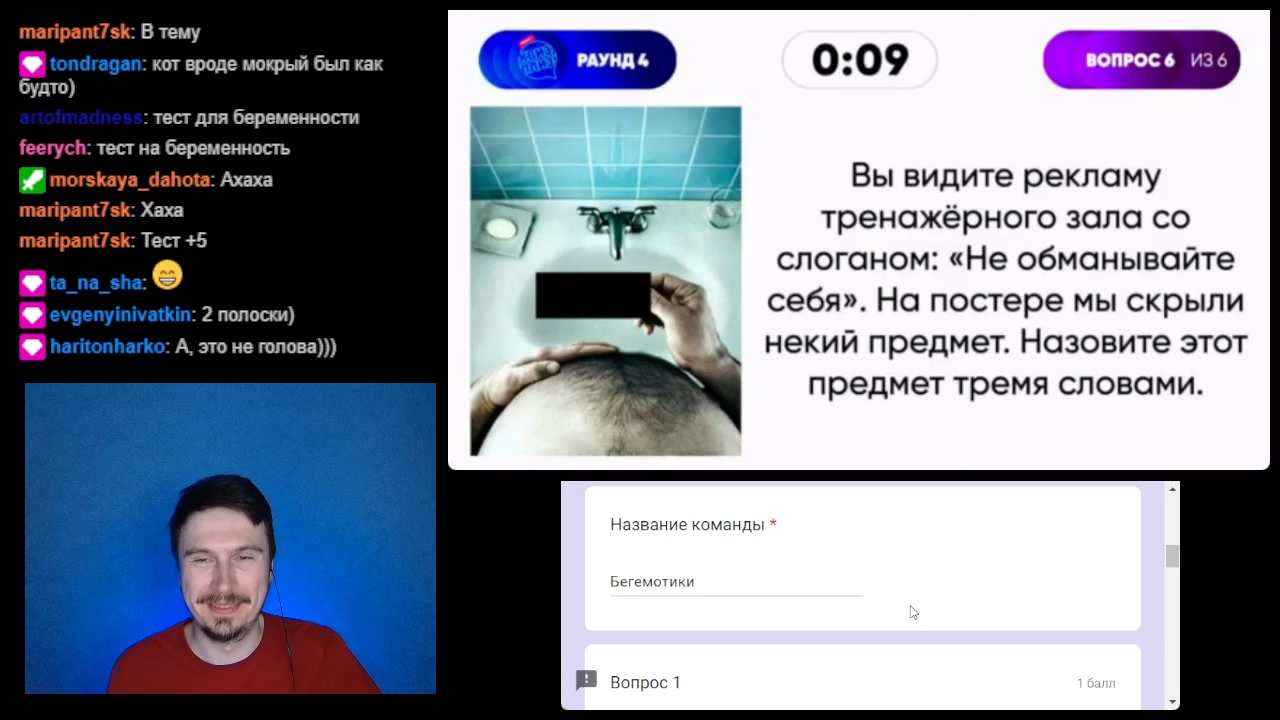 maripant7sk: В тему
tondragan: кот вроде мокрый был как
будто)
artofmadness: тест для беременности
feerych: тест на беременность
morskaya_dahota: Ахаха
maripant7sk: Хаха
maripant7sk: Тест +5
ta_na_sha:
evgenyinivatkin: 2 полоски)
haritonharko: А, это не голова)))
РАУНД 4
0:09
ВОПРОС 6 ИЗ 6
Вы видите рекламу
тренажёрного зала со
слоганом: «Не обманывайте
себя». На постере мы скрыли
некий предмет. Назовите этот
предмет тремя словами.
Название команды *
Бегемотики
Вопрос 1
1 балл